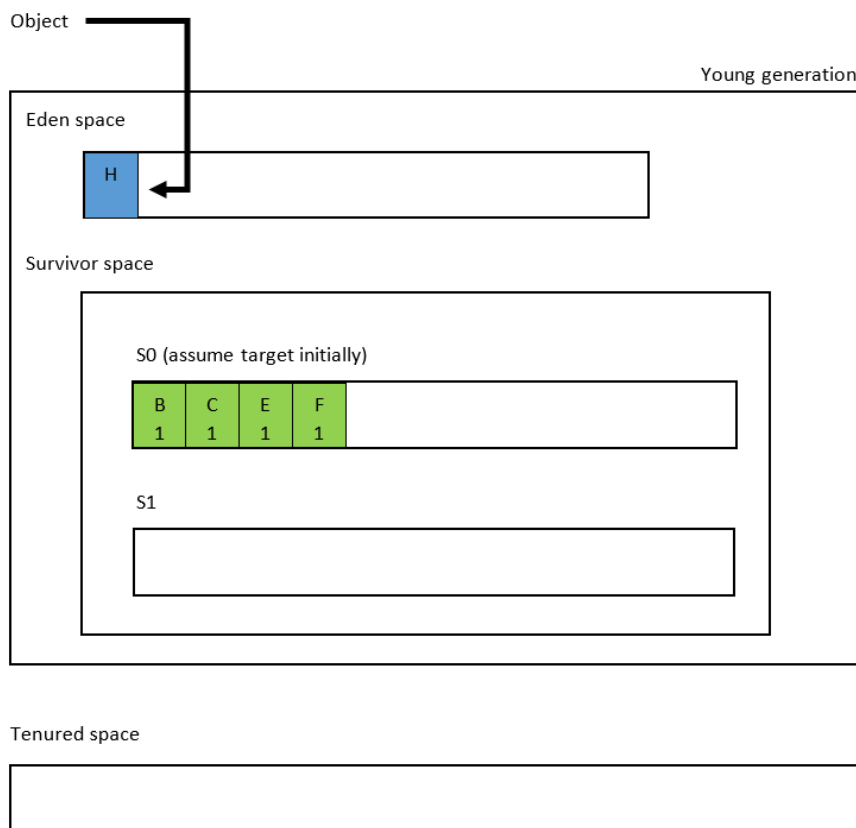 Object
Young generation
Eden space
H
Survivor space
S0 (assume target initially)
B C E F
1 1 1 1
S1
Tenured space